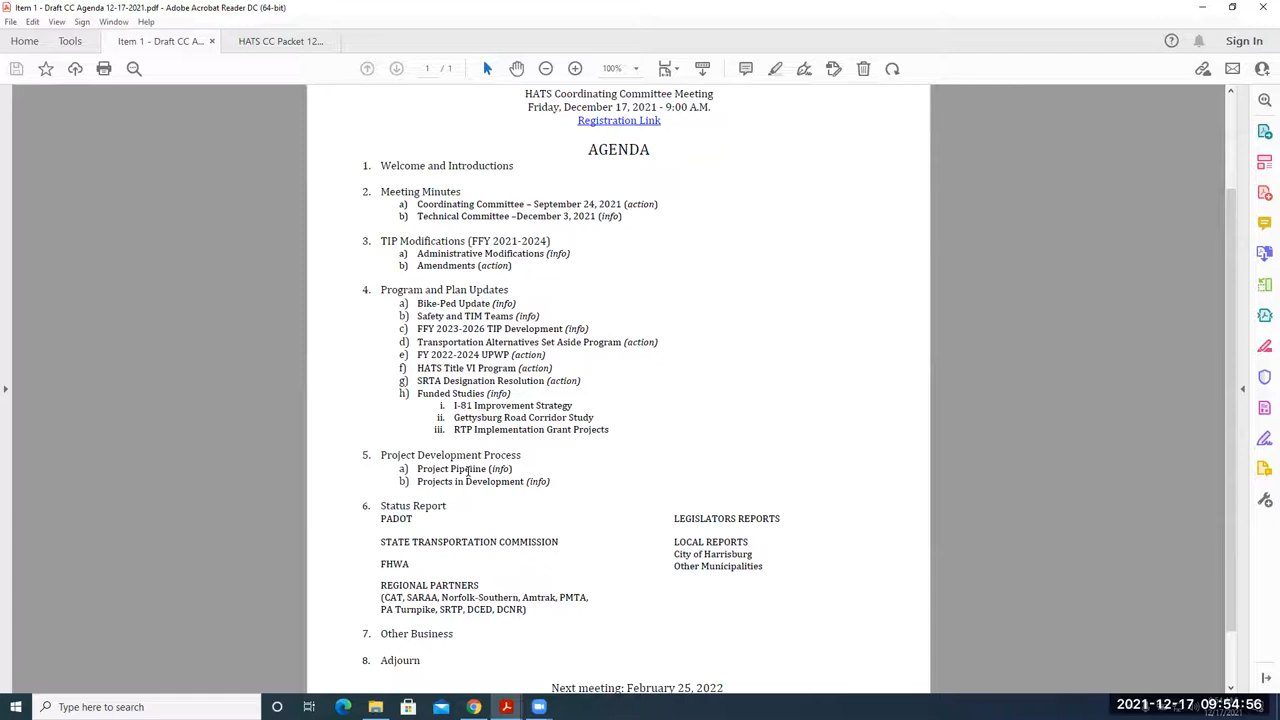 Item 1 - Draft CC Agenda 12-17-2021.pdf - Adobe Acrobat Reader DC (64-bit)
File Edit View Sign Window Help
Home Tools Item 1 - Draft CC A... × HATS CC Packet 12... Sign In
1 / 1 100%
HATS Coordinating Committee Meeting
Friday, December 17, 2021 - 9:00 A.M.
Registration Link
AGENDA
1. Welcome and Introductions
2. Meeting Minutes
a) Coordinating Committee – September 24, 2021 (action)
b) Technical Committee –December 3, 2021 (info)
3. TIP Modifications (FFY 2021-2024)
a) Administrative Modifications (info)
b) Amendments (action)
4. Program and Plan Updates
a) Bike-Ped Update (info)
b) Safety and TIM Teams (info)
c) FFY 2023-2026 TIP Development (info)
d) Transportation Alternatives Set Aside Program (action)
e) FY 2022-2024 UPWP (action)
f) HATS Title VI Program (action)
g) SRTA Designation Resolution (action)
h) Funded Studies (info)
i. I-81 Improvement Strategy
ii. Gettysburg Road Corridor Study
iii. RTP Implementation Grant Projects
5. Project Development Process
a) Project Pipeline (info)
b) Projects in Development (info)
6. Status Report
PADOT
STATE TRANSPORTATION COMMISSION
FHWA
REGIONAL PARTNERS
(CAT, SARAA, Norfolk-Southern, Amtrak, PMTA,
PA Turnpike, SRTP, DCED, DCNR)
LEGISLATORS REPORTS
LOCAL REPORTS
City of Harrisburg
Other Municipalities
7. Other Business
8. Adjourn
Next meeting: February 25, 2022
Type here to search
2021-12-17 09:54:56